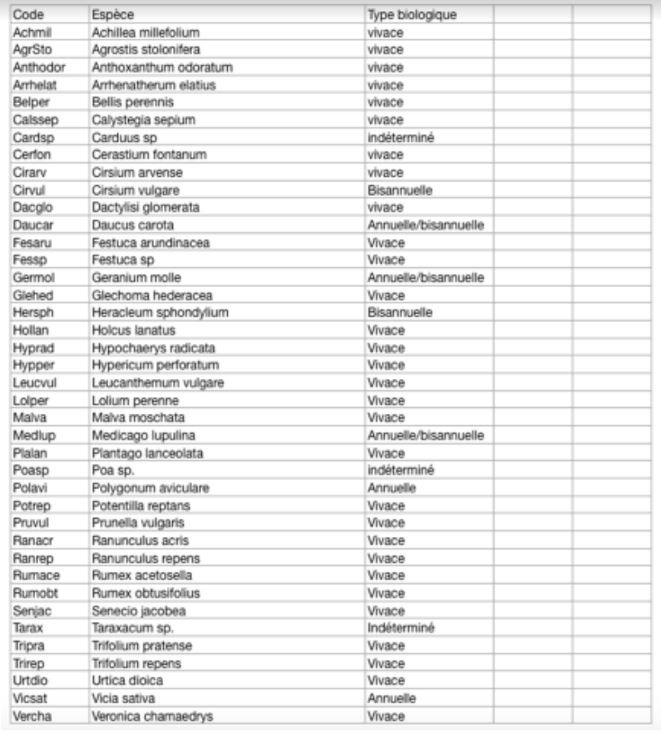 Code Espèce Type biologique
Achmil Achillea millefolium vivace
AgrSto Agrostis stolonifera vivace
Anthodor Anthoxanthum odoratum vivace
Arrhelat Arrhenatherum elatius vivace
Belper Bellis perennis vivace
Calssep Calystegia sepium vivace
Cardsp Carduus sp indéterminé
Cerfon Cerastium fontanum vivace
Cirarv Cirsium arvense vivace
Cirvul Cirsium vulgare Bisannuelle
Dacglo Dactylisi glomerata vivace
Daucar Daucus carota Annuelle/bisannuelle
Fesaru Festuca arundinacea Vivace
Fessp Festuca sp Vivace
Germol Geranium molle Annuelle/bisannuelle
Glehed Glechoma hederacea Vivace
Hersph Heracleum sphondylium Bisannuelle
Hollan Holcus lanatus Vivace
Hyprad Hypochaerys radicata Vivace
Hypper Hypericum perforatum Vivace
Leucvul Leucanthemum vulgare Vivace
Lolper Lolium perenne Vivace
Malva Malva moschata Vivace
Medlup Medicago lupulina Annuelle/bisannuelle
Plalan Plantago lanceolata Vivace
Poasp Poa sp. indéterminé
Polavi Polygonum aviculare Annuelle
Potrep Potentilla reptans Vivace
Pruvul Prunella vulgaris Vivace
Ranacr Ranunculus acris Vivace
Ranrep Ranunculus repens Vivace
Rumace Rumex acetosella Vivace
Rumobt Rumex obtusifolius Vivace
Senjac Senecio jacobea Vivace
Tarax Taraxacum sp. Indéterminé
Tripra Trifolium pratense Vivace
Trirep Trifolium repens Vivace
Urtdio Urtica dioica Vivace
Vicsat Vicia sativa Annuelle
Vercha Veronica chamaedrys Vivace